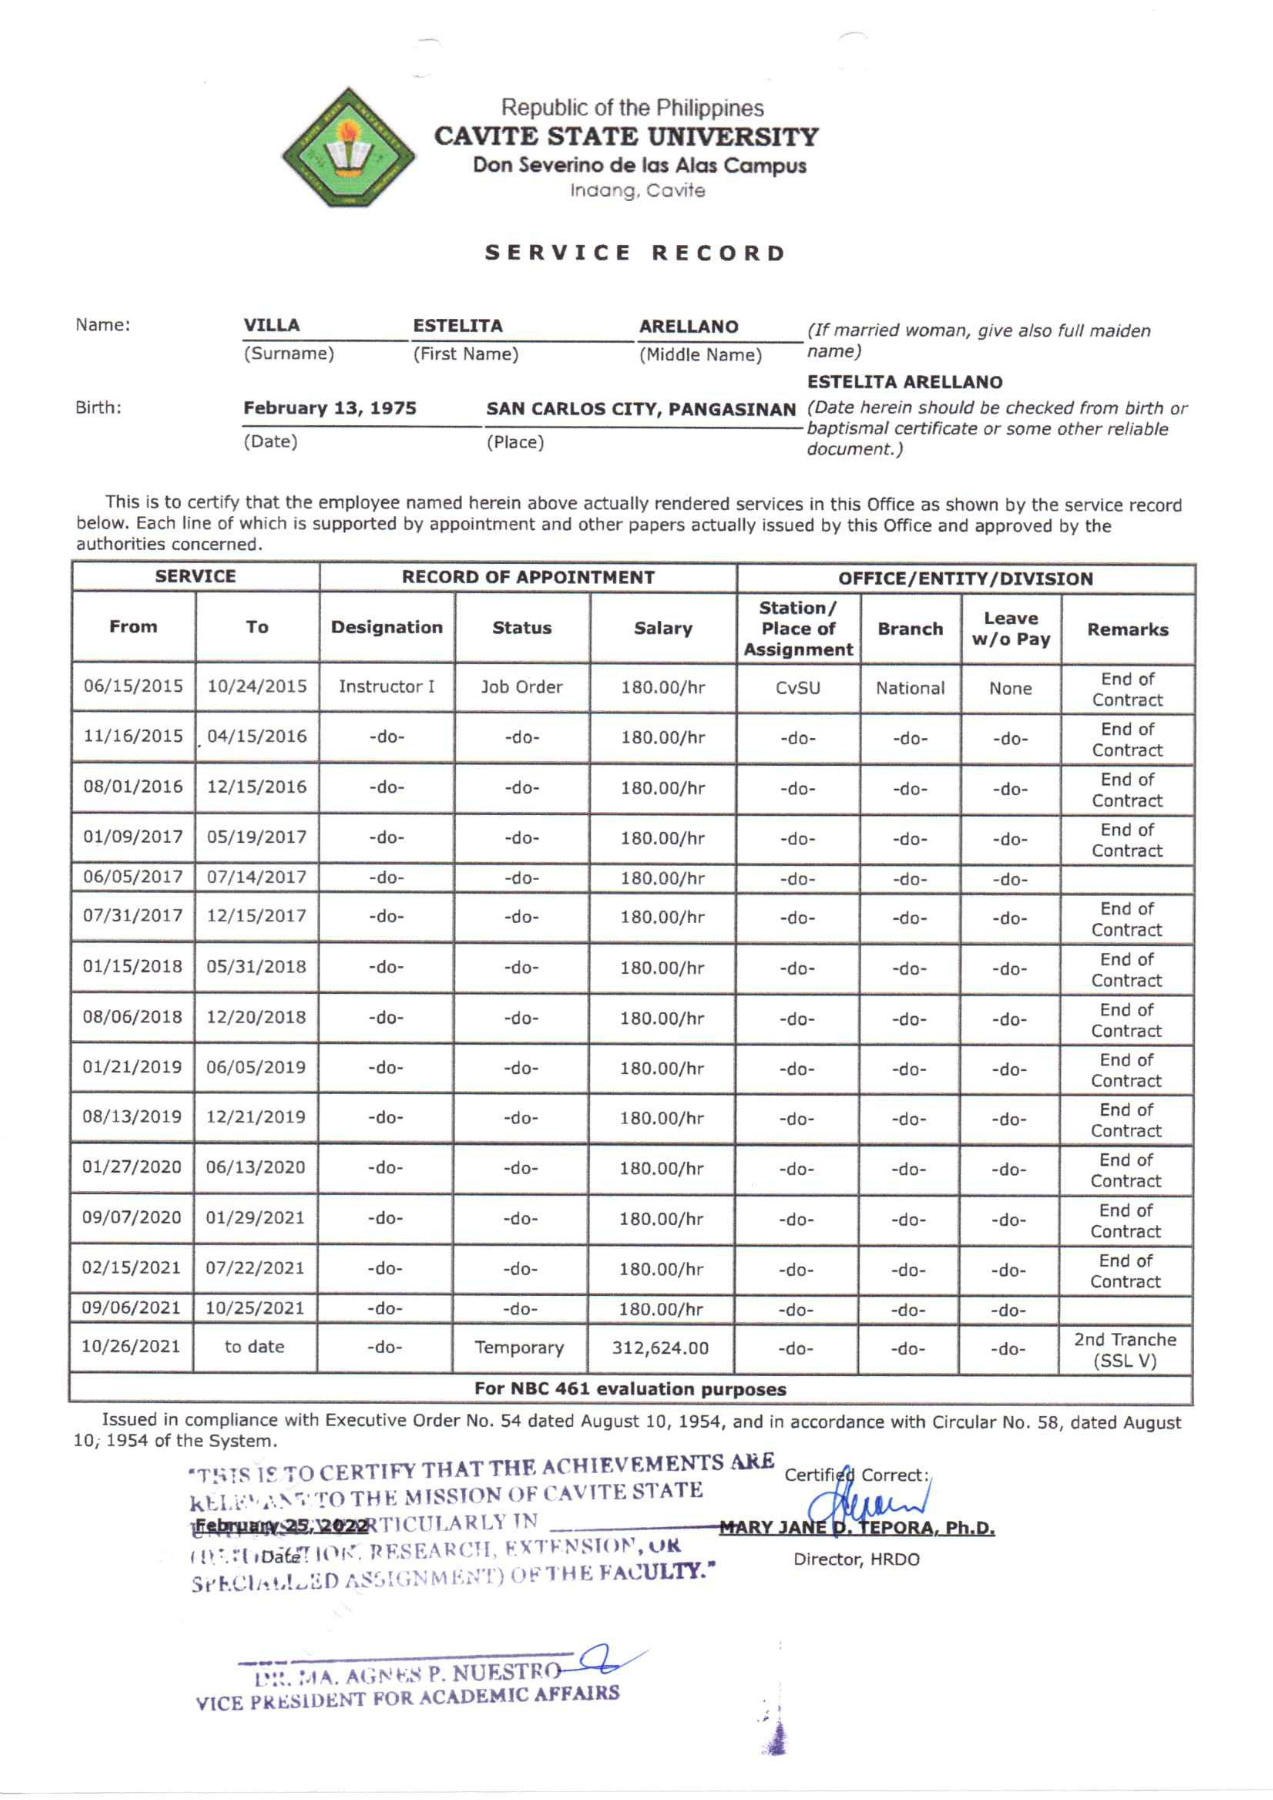 Republic of the Philippines
CAVITE STATE UNIVERSITY
Don Severino de las Alas Campus
Indang, Cavite
SERVICE RECORD
Name: VILLA ESTELITA ARELLANO (If married woman, give also full maiden
(Surname) (First Name) (Middle Name) name)
ESTELITA ARELLANO
Birth: February 13, 1975 SAN CARLOS CITY, PANGASINAN (Date herein should be checked from birth or
baptismal certificate or some other reliable
(Date) (Place) document.)
This is to certify that the employee named herein above actually rendered services in this Office as shown by the service record
below. Each line of which is supported by appointment and other papers actually issued by this Office and approved by the
authorities concerned.
SERVICE RECORD OF APPOINTMENT OFFICE/ENTITY/DIVISION
From To Designation Status Salary Station/ Place of Assignment Branch Leave w/o Pay Remarks
06/15/2015 10/24/2015 Instructor I Job Order 180.00/hr CvSU National None End of Contract
11/16/2015 04/15/2016 -do- -do- 180.00/hr -do- -do- -do- End of Contract
08/01/2016 12/15/2016 -do- -do- 180.00/hr -do- -do- -do- End of Contract
01/09/2017 05/19/2017 -do- -do- 180.00/hr -do- -do- -do- End of Contract
06/05/2017 07/14/2017 -do- -do- 180.00/hr -do- -do- -do-
07/31/2017 12/15/2017 -do- -do- 180.00/hr -do- -do- -do- End of Contract
01/15/2018 05/31/2018 -do- -do- 180.00/hr -do- -do- -do- End of Contract
08/06/2018 12/20/2018 -do- -do- 180.00/hr -do- -do- -do- End of Contract
01/21/2019 06/05/2019 -do- -do- 180.00/hr -do- -do- -do- End of Contract
08/13/2019 12/21/2019 -do- -do- 180.00/hr -do- -do- -do- End of Contract
01/27/2020 06/13/2020 -do- -do- 180.00/hr -do- -do- -do- End of Contract
09/07/2020 01/29/2021 -do- -do- 180.00/hr -do- -do- -do- End of Contract
02/15/2021 07/22/2021 -do- -do- 180.00/hr -do- -do- -do- End of Contract
09/06/2021 10/25/2021 -do- -do- 180.00/hr -do- -do- -do-
10/26/2021 to date -do- Temporary 312,624.00 -do- -do- -do- 2nd Tranche (SSL V)
For NBC 461 evaluation purposes
Issued in compliance with Executive Order No. 54 dated August 10, 1954, and in accordance with Circular No. 58, dated August
10, 1954 of the System.
"THIS IS TO CERTIFY THAT THE ACHIEVEMENTS ARE
RELEVANT TO THE MISSION OF CAVITE STATE
PARTICULARLY IN
RESEARCH, EXTENSION, OR
SPECIALIZED ASSIGNMENT) OF THE FACULTY."
February 25, 2022
Date
Certified Correct:
MARY JANE D. TEPORA, Ph.D.
Director, HRDO
DR. MA. AGNES P. NUESTRO
VICE PRESIDENT FOR ACADEMIC AFFAIRS